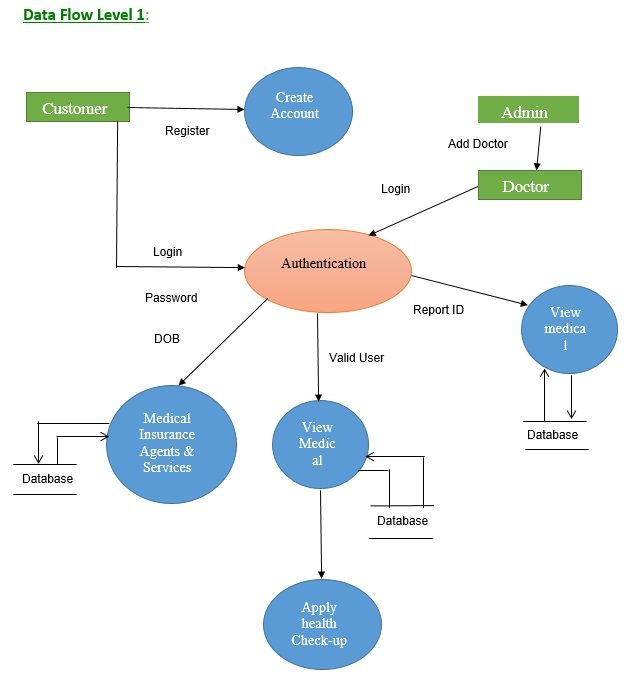 Data Flow Level 1:
Customer
Create
Account
Register
Admin
Add Doctor
Doctor
Login
Login
Authentication
Password
Report ID
View
medica
l
DOB
Valid User
Medical
Insurance
Agents &
Services
View
Medic
al
Database
Database
Database
Apply
health
Check-up